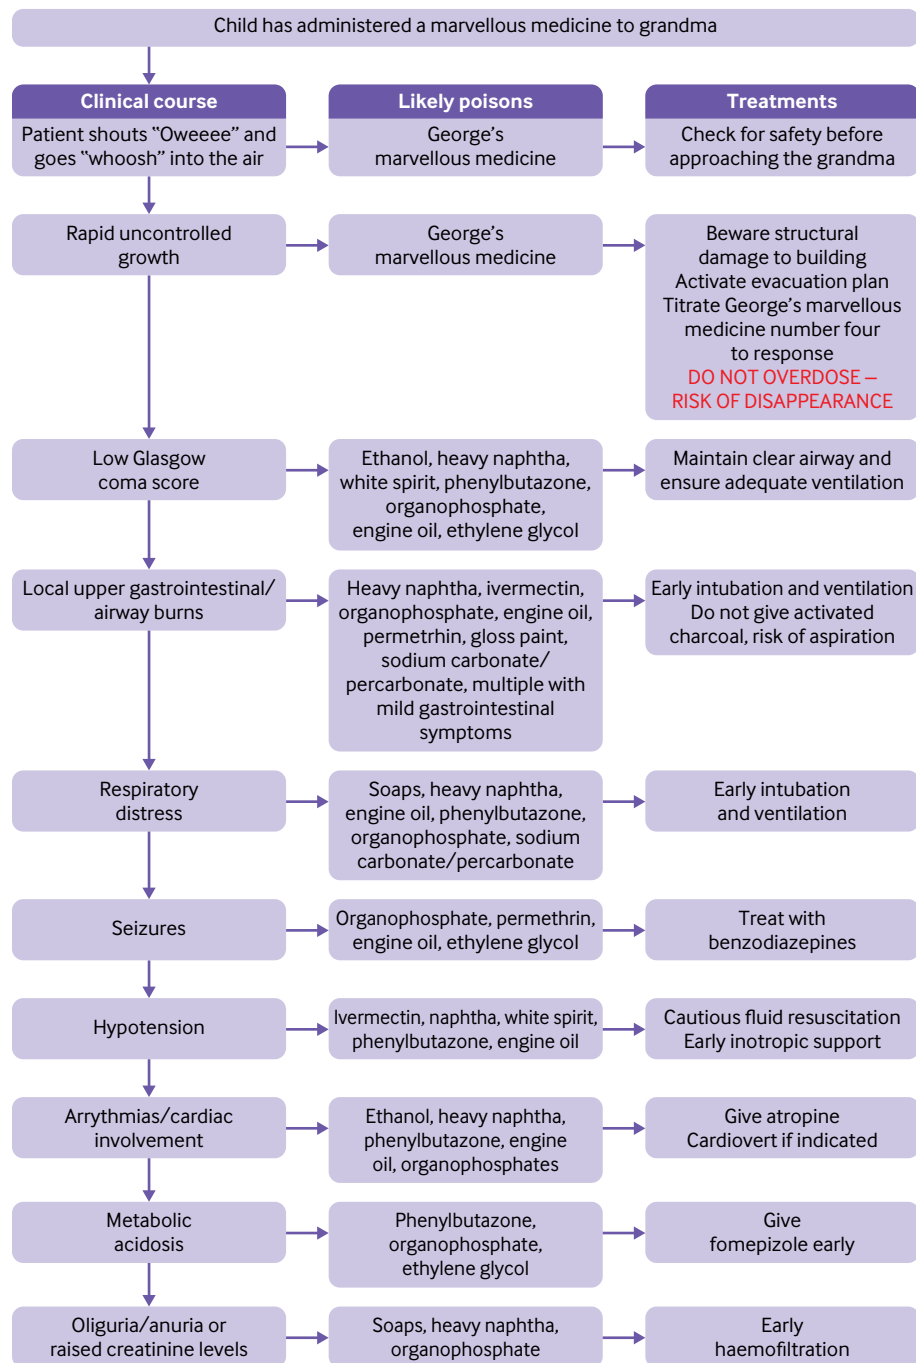 Child has administered a marvellous medicine to grandma
Clinical course
Likely poisons
Treatments
Patient shouts "Oweeee" and
goes "whoosh" into the air
George's
marvellous medicine
Check for safety before
approaching the grandma
Rapid uncontrolled
growth
George's
marvellous medicine
Beware structural
damage to building
Activate evacuation plan
Titrate George's marvellous
medicine number four
to response
DO NOT OVERDOSE –
RISK OF DISAPPEARANCE
Low Glasgow
coma score
Ethanol, heavy naphtha,
white spirit, phenylbutazone,
organophosphate,
engine oil, ethylene glycol
Maintain clear airway and
ensure adequate ventilation
Local upper gastrointestinal/
airway burns
Heavy naphtha, ivermectin,
organophosphate, engine oil,
permetrhin, gloss paint,
sodium carbonate/
percarbonate, multiple with
mild gastrointestinal
symptoms
Early intubation and ventilation
Do not give activated
charcoal, risk of aspiration
Respiratory
distress
Soaps, heavy naphtha,
engine oil, phenylbutazone,
organophosphate, sodium
carbonate/percarbonate
Early intubation
and ventilation
Seizures
Organophosphate, permethrin,
engine oil, ethylene glycol
Treat with
benzodiazepines
Hypotension
Ivermectin, naphtha, white spirit,
phenylbutazone, engine oil
Cautious fluid resuscitation
Early inotropic support
Arrythmias/cardiac
involvement
Ethanol, heavy naphtha,
phenylbutazone, engine
oil, organophosphates
Give atropine
Cardiovert if indicated
Metabolic
acidosis
Phenylbutazone,
organophosphate,
ethylene glycol
Give
fomepizole early
Oliguria/anuria or
raised creatinine levels
Soaps, heavy naphtha,
organophosphate
Early
haemofiltration